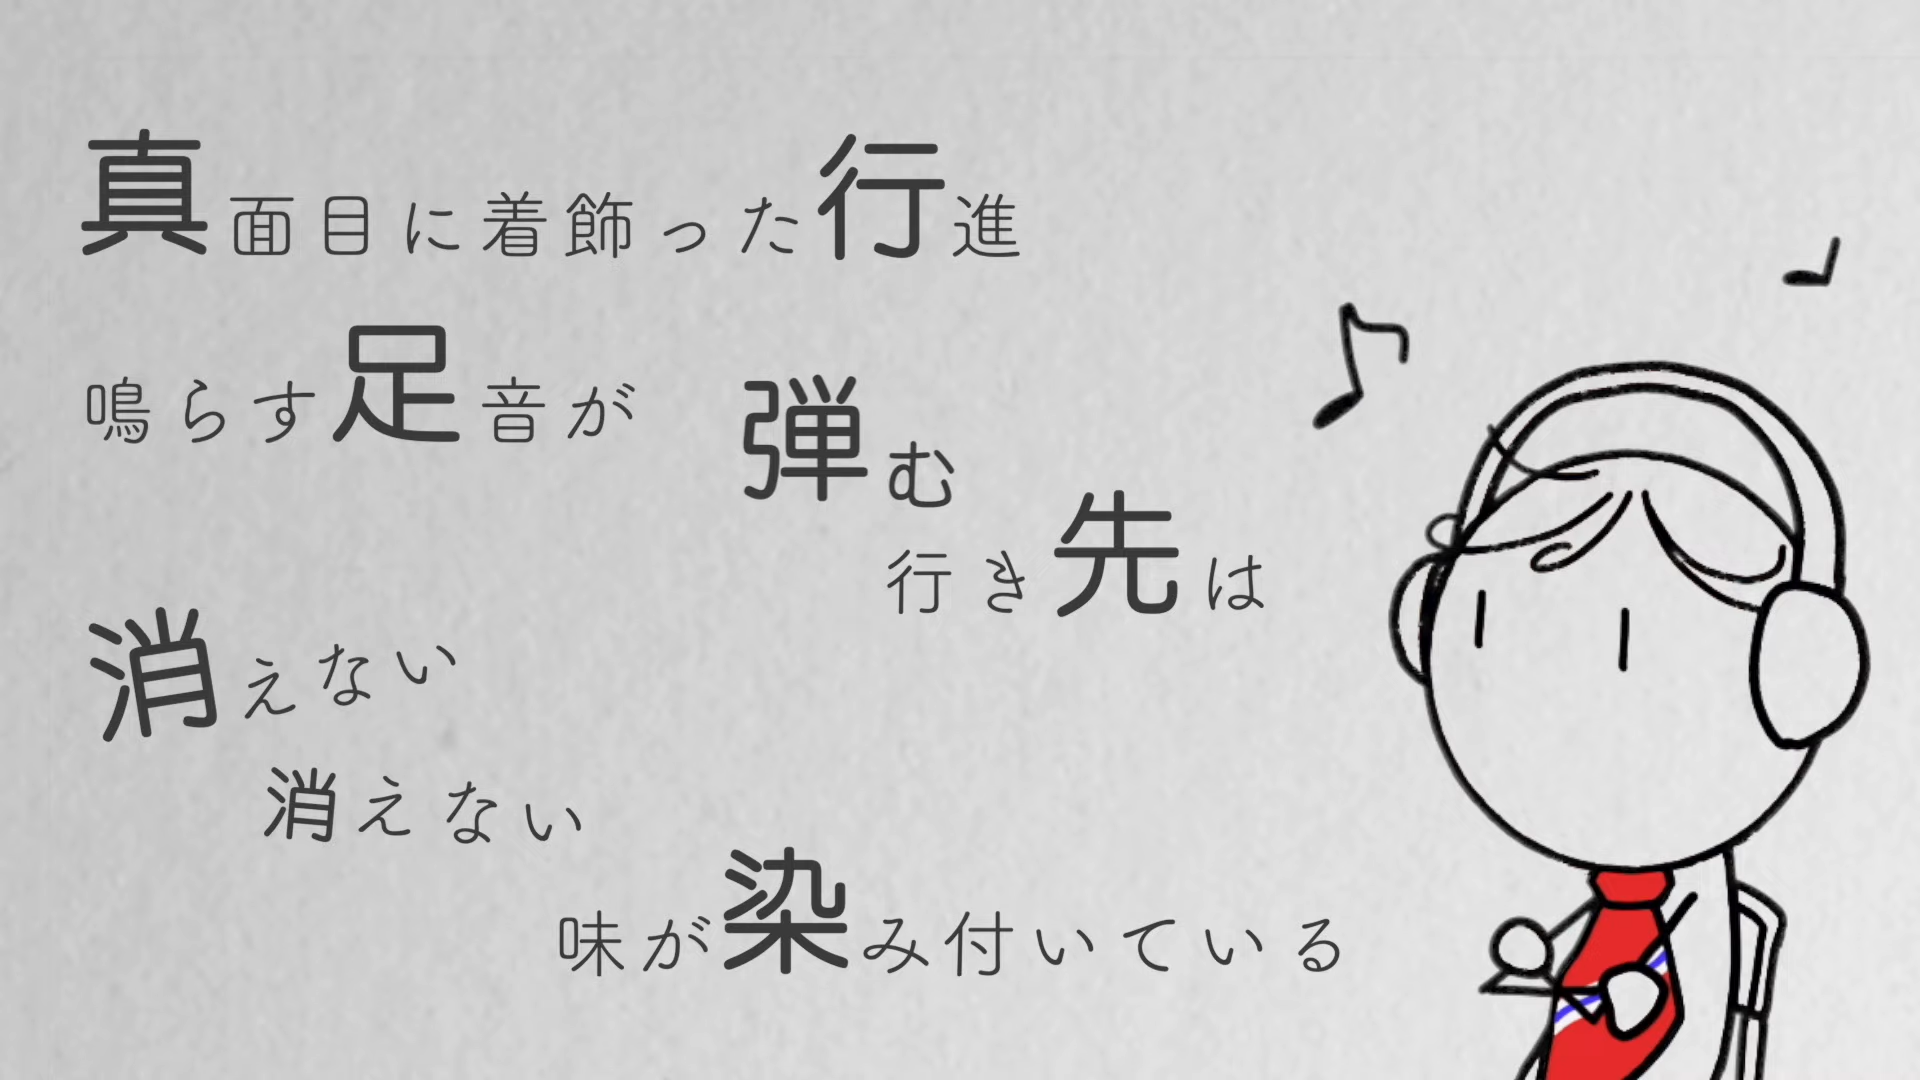 真面目に着飾った行進
鳴らす足音が
弾む
行き先は
消えない
消えない
味が染み付いている